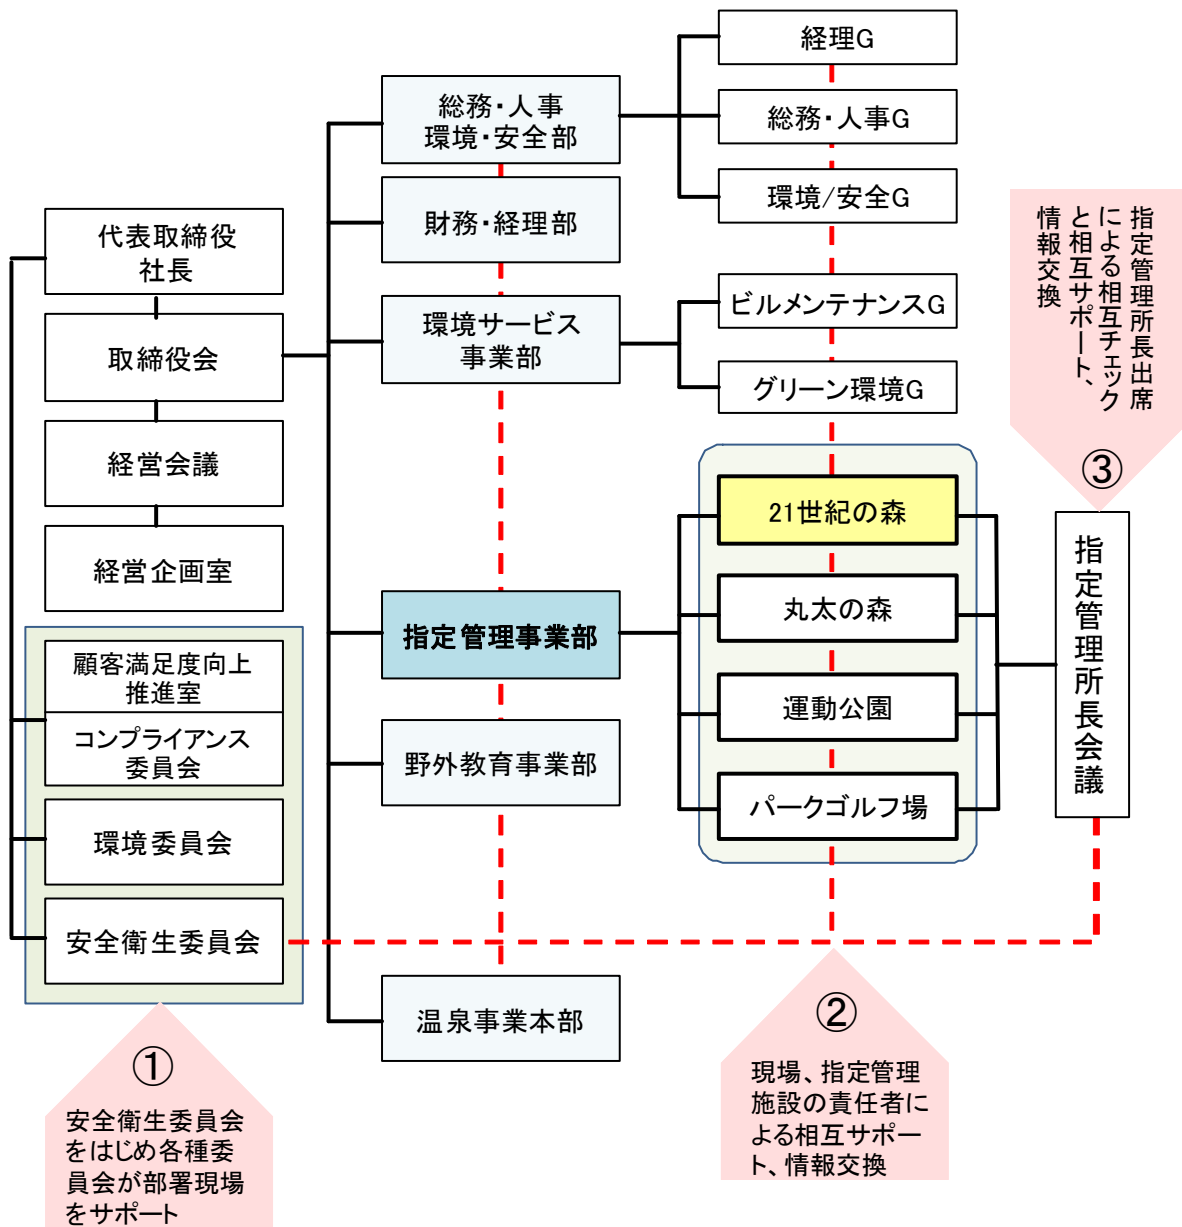 代表取締役
社長
取締役会
経営会議
経営企画室
顧客満足度向上
推進室
コンプライアンス
委員会
環境委員会
安全衛生委員会
①
安全衛生委員会
をはじめ各種委
員会が部署現場
をサポート
総務・人事
環境・安全部
財務・経理部
環境サービス
事業部
指定管理事業部
野外教育事業部
温泉事業本部
経理G
総務・人事G
環境/安全G
ビルメンテナンスG
グリーン環境G
21世紀の森
丸太の森
運動公園
パークゴルフ場
②
現場、指定管理
施設の責任者に
よる相互サポー
ト、情報交換
指定管理所長出席
による相互チェック
と相互サポート、
情報交換
③
指定管理所長会議